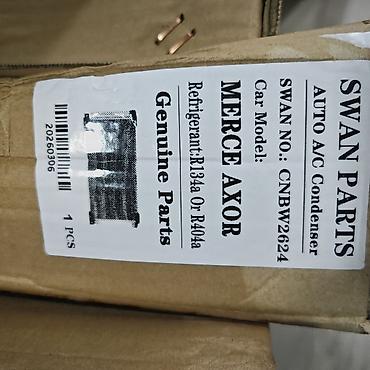 SWAN PARTS
AUTO A/C Condenser
SWAN NO.: CNBW2624
Car Model:
MERCE AXOR
Refrigerant:R134a Or R404a
Genuine Parts
1 PCS
20260306